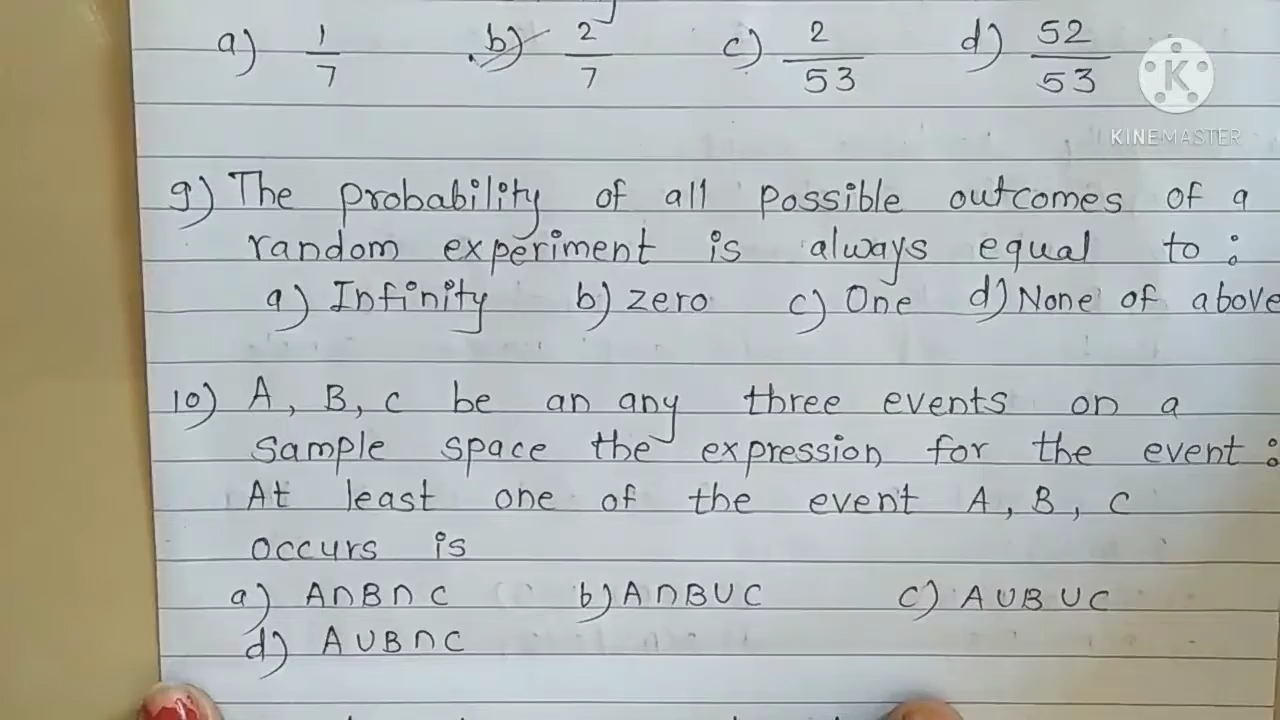 a) 1/7 b) 2/7 c) 2/53 d) 52/53
KINEMASTER
9) The probability of all possible outcomes of a
random experiment is always equal to :
a) Infinity b) zero c) One d) None of above
10) A, B, C be an any three events on a
sample space the expression for the event :
At least one of the event A, B, C
occurs is
a) A∩B∩C b) A∩B∪C c) A∪B∪C
d) A∪B∩C